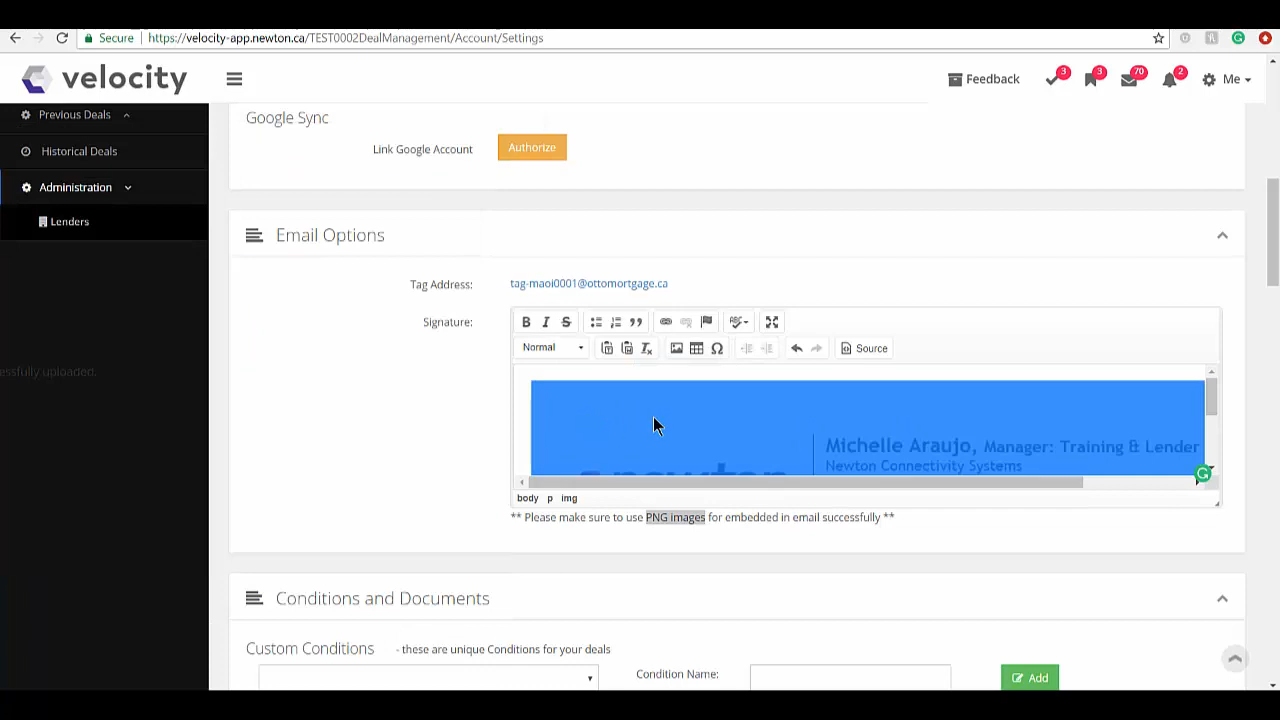 Secure https://velocity-app.newton.ca/TEST0002DealManagement/Account/Settings
velocity
Feedback 3 3 70 2 Me
Previous Deals
Historical Deals
Administration
Lenders
essfully uploaded.
Google Sync
Link Google Account Authorize
Email Options
Tag Address: tag-maoi0001@ottomortgage.ca
Signature:
B I S
Normal Source
Michelle Araujo, Manager: Training & Lender
newton Newton Connectivity Systems
body p img
** Please make sure to use PNG images for embedded in email successfully **
Conditions and Documents
Custom Conditions - these are unique Conditions for your deals
Condition Name: Add